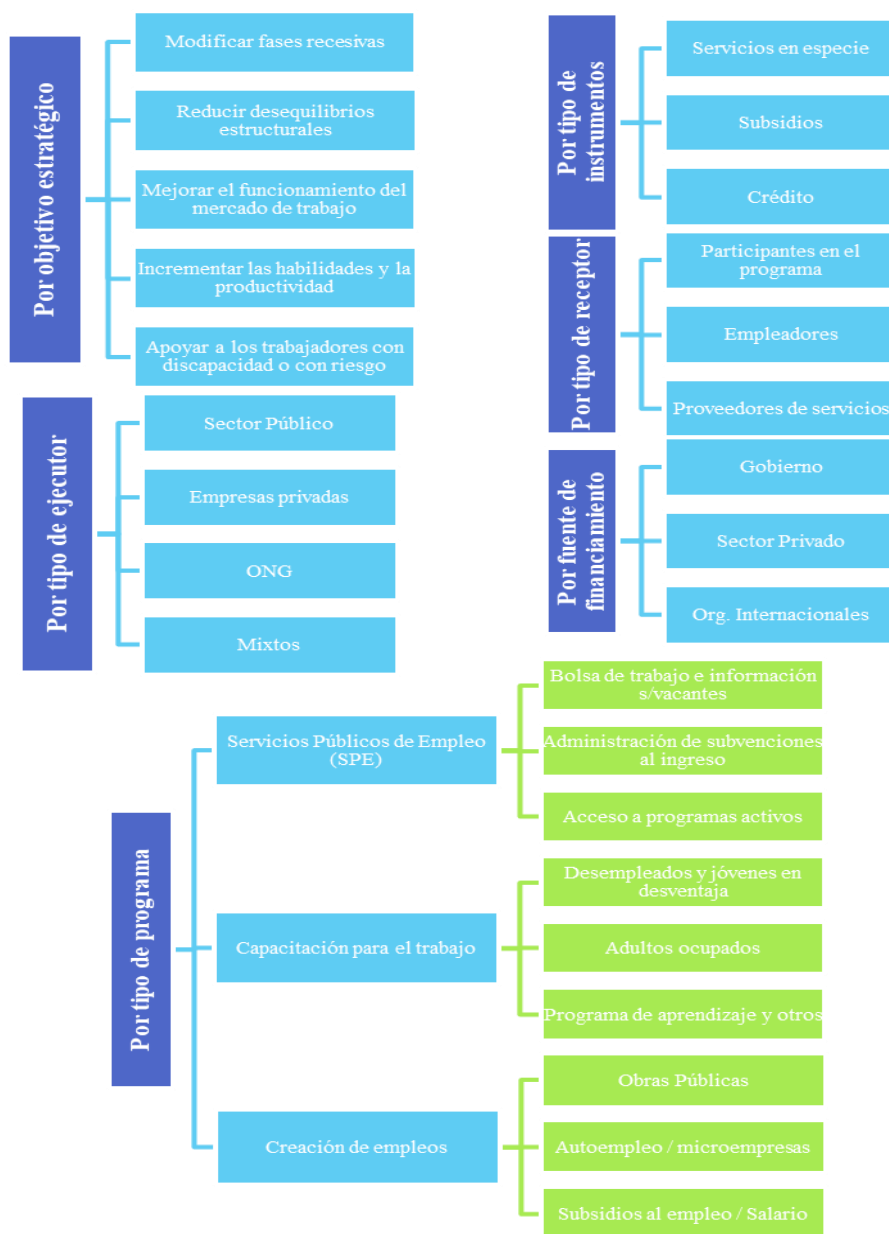 Por objetivo estratégico
Modificar fases recesivas
Reducir desequilibrios
estructurales
Mejorar el funcionamiento del
mercado de trabajo
Incrementar las habilidades y la
productividad
Apoyar a los trabajadores con
discapacidad o con riesgo
Por tipo de
instrumentos
Servicios en especie
Subsidios
Crédito
Por tipo de receptor
Participantes en el
programa
Empleadores
Proveedores de servicios
Por tipo de ejecutor
Sector Público
Empresas privadas
ONG
Mixtos
Por fuente de
financiamiento
Gobierno
Sector Privado
Org. Internacionales
Por tipo de programa
Servicios Públicos de Empleo
(SPE)
Bolsa de trabajo e información
s/vacantes
Administración de subvenciones
al ingreso
Acceso a programas activos
Capacitación para el trabajo
Desempleados y jóvenes en
desventaja
Adultos ocupados
Programa de aprendizaje y otros
Creación de empleos
Obras Públicas
Autoempleo / microempresas
Subsidios al empleo / Salario